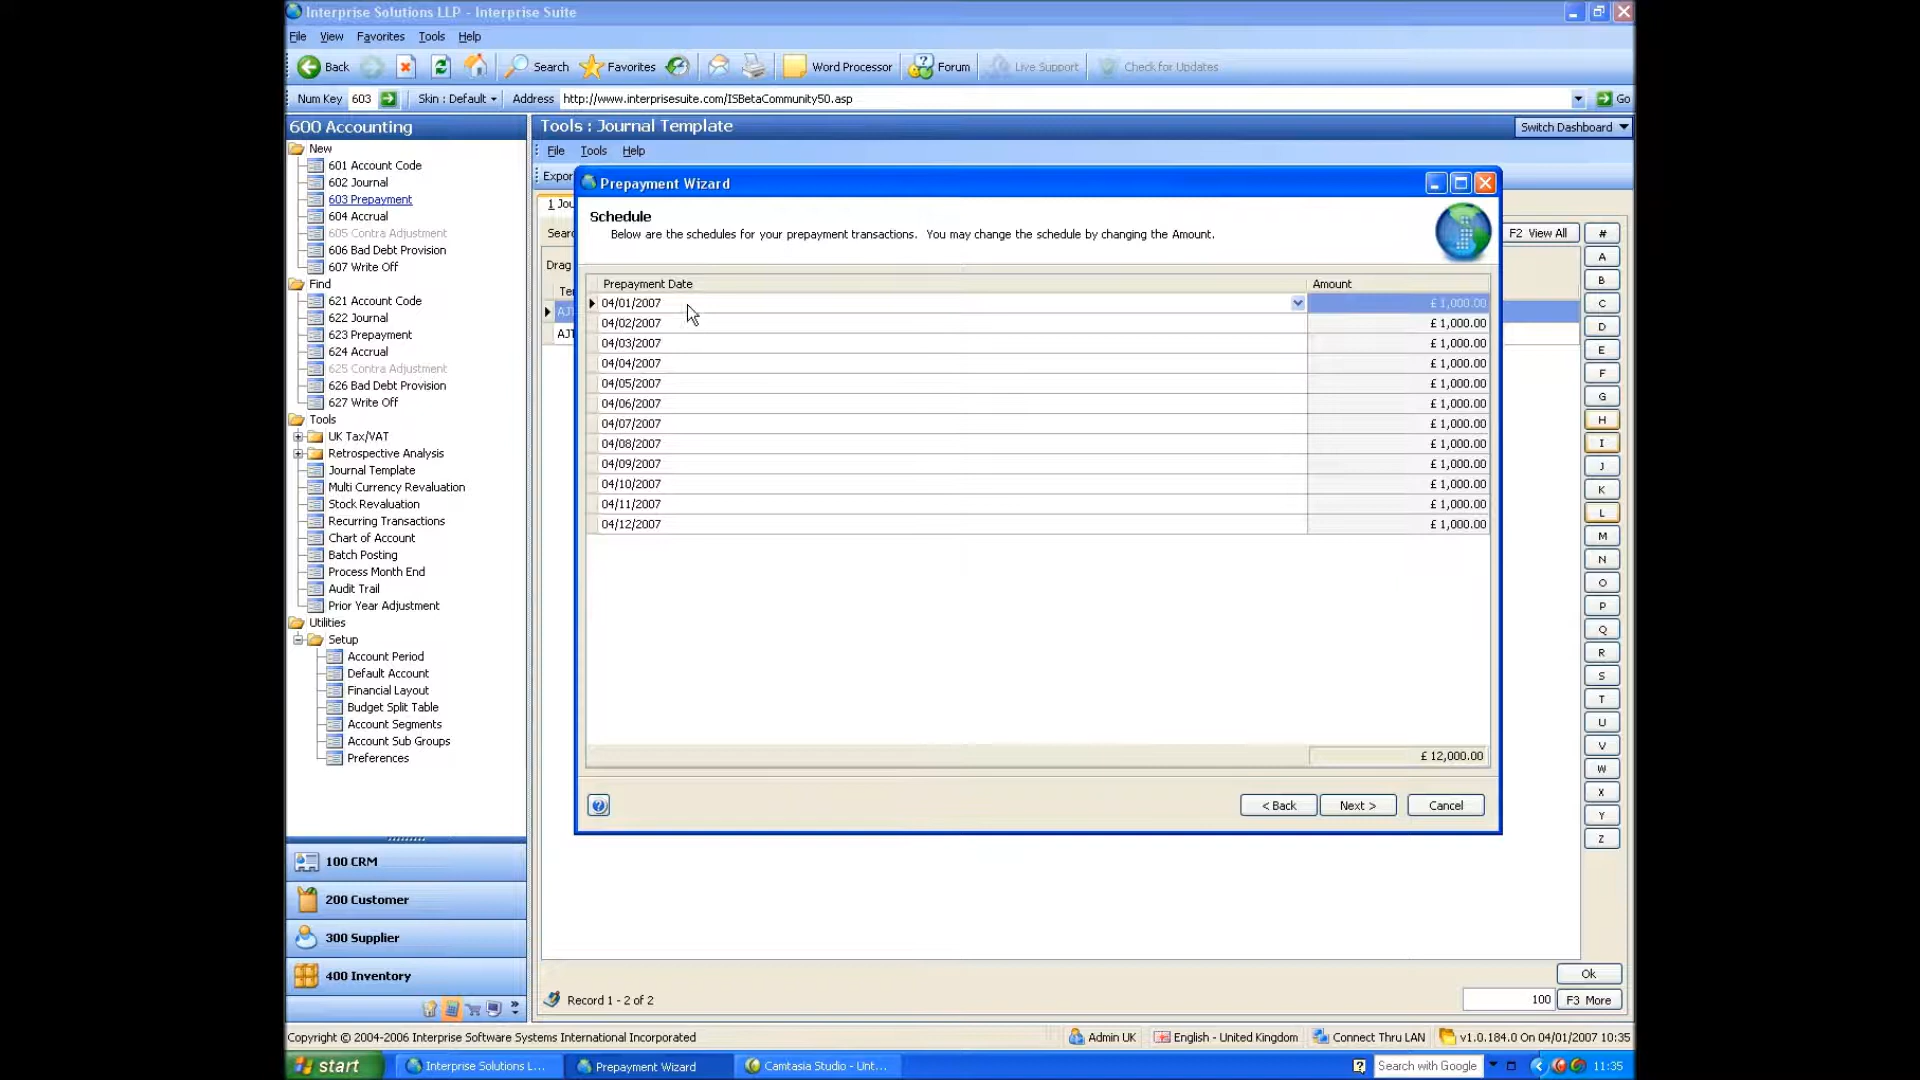 Interprise Solutions LLP - Interprise Suite
File View Favorites Tools Help
Back Search Favorites Word Processor Forum Live Support Check for Updates
Num Key 603 Skin : Default Address http://www.interprisesuite.com/ISBetaCommunity50.asp Go
600 Accounting
New
601 Account Code
602 Journal
603 Prepayment
604 Accrual
605 Contra Adjustment
606 Bad Debt Provision
607 Write Off
Find
621 Account Code
622 Journal
623 Prepayment
624 Accrual
625 Contra Adjustment
626 Bad Debt Provision
627 Write Off
Tools
UK Tax/VAT
Retrospective Analysis
Journal Template
Multi Currency Revaluation
Stock Revaluation
Recurring Transactions
Chart of Account
Batch Posting
Process Month End
Audit Trail
Prior Year Adjustment
Utilities
Setup
Account Period
Default Account
Financial Layout
Budget Split Table
Account Segments
Account Sub Groups
Preferences
100 CRM
200 Customer
300 Supplier
400 Inventory
Tools : Journal Template Switch Dashboard
File Tools Help
Expor
1 Jou
Sear
Drag
Te
AJ
AJ
Prepayment Wizard
Schedule
Below are the schedules for your prepayment transactions. You may change the schedule by changing the Amount.
Prepayment Date Amount
04/01/2007 £ 1,000.00
04/02/2007 £ 1,000.00
04/03/2007 £ 1,000.00
04/04/2007 £ 1,000.00
04/05/2007 £ 1,000.00
04/06/2007 £ 1,000.00
04/07/2007 £ 1,000.00
04/08/2007 £ 1,000.00
04/09/2007 £ 1,000.00
04/10/2007 £ 1,000.00
04/11/2007 £ 1,000.00
04/12/2007 £ 1,000.00
£ 12,000.00
< Back Next > Cancel
F2 View All #
A
B
C
D
E
F
G
H
I
J
K
L
M
N
O
P
Q
R
S
T
U
V
W
X
Y
Z
Ok
Record 1 - 2 of 2 100 F3 More
Copyright © 2004-2006 Interprise Software Systems International Incorporated Admin UK English - United Kingdom Connect Thru LAN v1.0.184.0 On 04/01/2007 10:35
start Interprise Solutions L... Prepayment Wizard Camtasia Studio - Unt... Search with Google 11:35